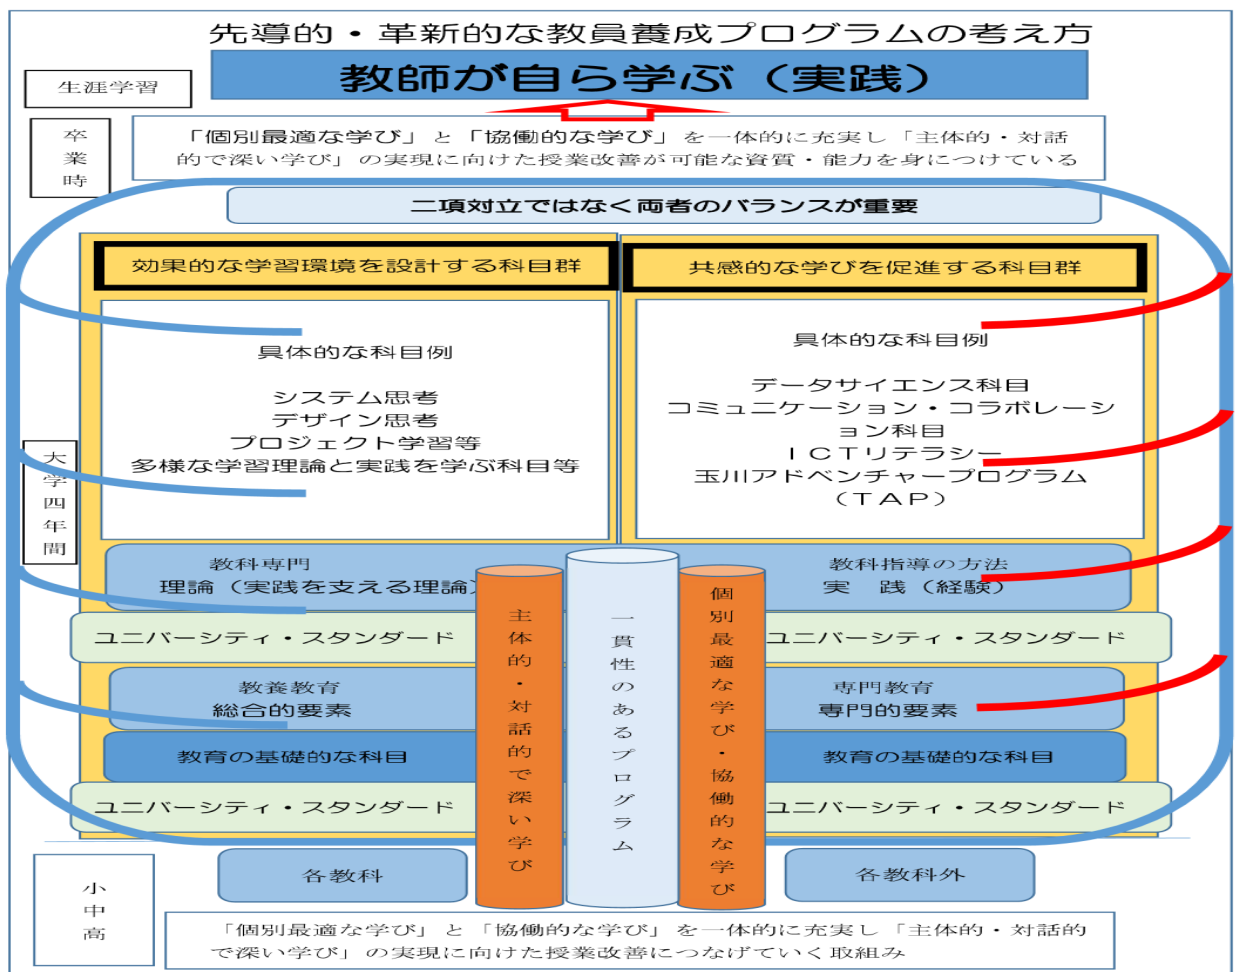 先導的・革新的な教員養成プログラムの考え方
教師が自ら学ぶ（実践）
生涯学習
卒業時
「個別最適な学び」と「協働的な学び」を一体的に充実し「主体的・対話
的で深い学び」の実現に向けた授業改善が可能な資質・能力を身につけている
二項対立ではなく両者のバランスが重要
効果的な学習環境を設計する科目群
共感的な学びを促進する科目群
具体的な科目例
システム思考
デザイン思考
プロジェクト学習等
多様な学習理論と実践を学ぶ科目等
具体的な科目例
データサイエンス科目
コミュニケーション・コラボレーシ
ョン科目
ＩＣＴリテラシー
玉川アドベンチャープログラム
（ＴＡＰ）
大学四年間
教科専門
理論（実践を支える理論）
教科指導の方法
実　践（経験）
ユニバーシティ・スタンダード
ユニバーシティ・スタンダード
教養教育
総合的要素
専門教育
専門的要素
教育の基礎的な科目
教育の基礎的な科目
ユニバーシティ・スタンダード
ユニバーシティ・スタンダード
主体的・対話的で深い学び
一貫性のあるプログラム
個別最適な学び・協働的な学び
各教科
各教科外
小中高
「個別最適な学び」と「協働的な学び」を一体的に充実し「主体的・対話的
で深い学び」の実現に向けた授業改善につなげていく取組み